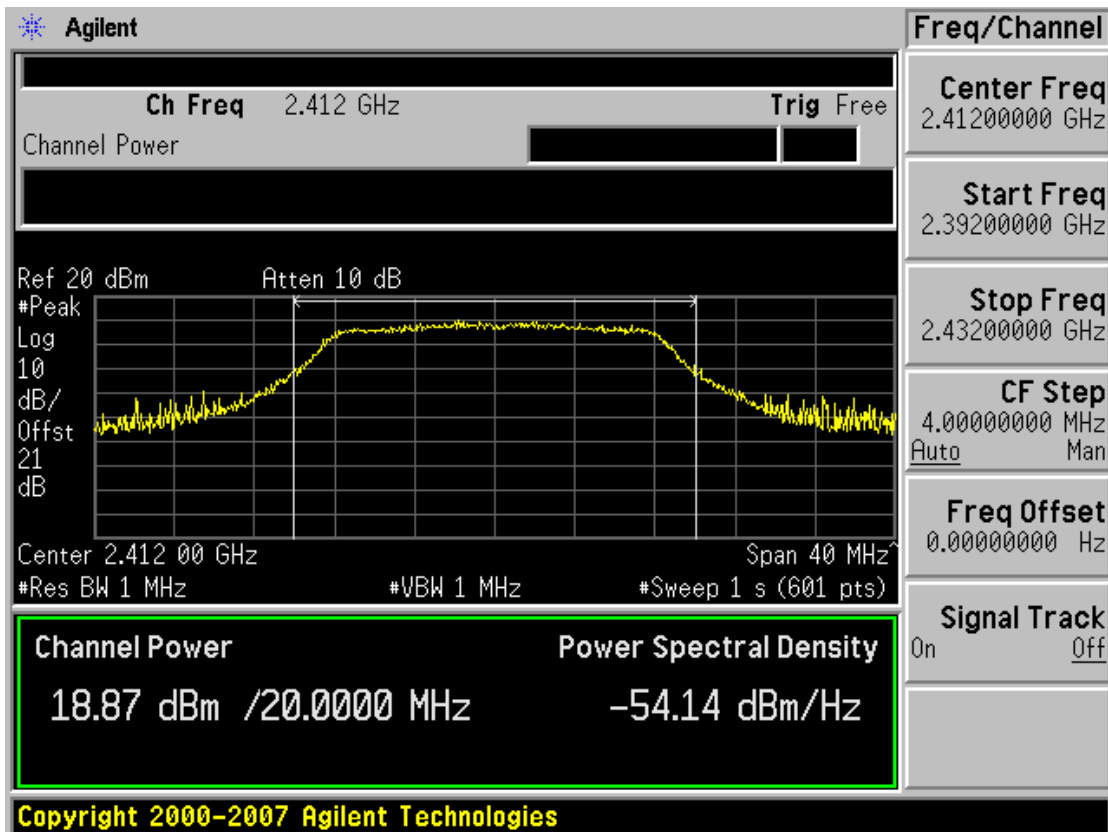 Agilent
Freq/Channel
Ch Freq 2.412 GHz Trig Free
Channel Power
Ref 20 dBm Atten 10 dB
#Peak
Log
10
dB/
Offst
21
dB
Center 2.412 00 GHz Span 40 MHz^
#Res BW 1 MHz #VBW 1 MHz #Sweep 1 s (601 pts)
Channel Power Power Spectral Density
18.87 dBm /20.0000 MHz -54.14 dBm/Hz
Copyright 2000-2007 Agilent Technologies
Center Freq
2.41200000 GHz
Start Freq
2.39200000 GHz
Stop Freq
2.43200000 GHz
CF Step
4.00000000 MHz
Auto Man
Freq Offset
0.00000000 Hz
Signal Track
On Off